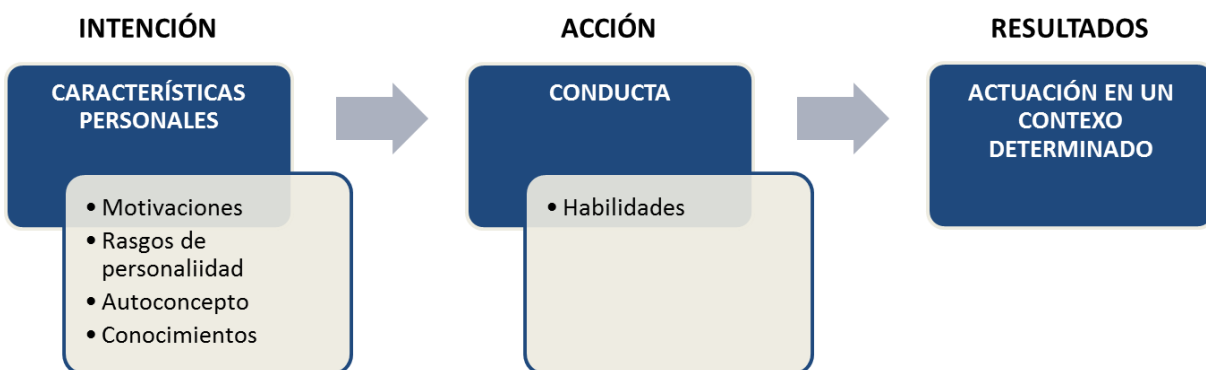 INTENCIÓN
CARACTERÍSTICAS
PERSONALES
• Motivaciones
• Rasgos de
personaliidad
• Autoconcepto
• Conocimientos
ACCIÓN
CONDUCTA
• Habilidades
RESULTADOS
ACTUACIÓN EN UN
CONTEXO
DETERMINADO